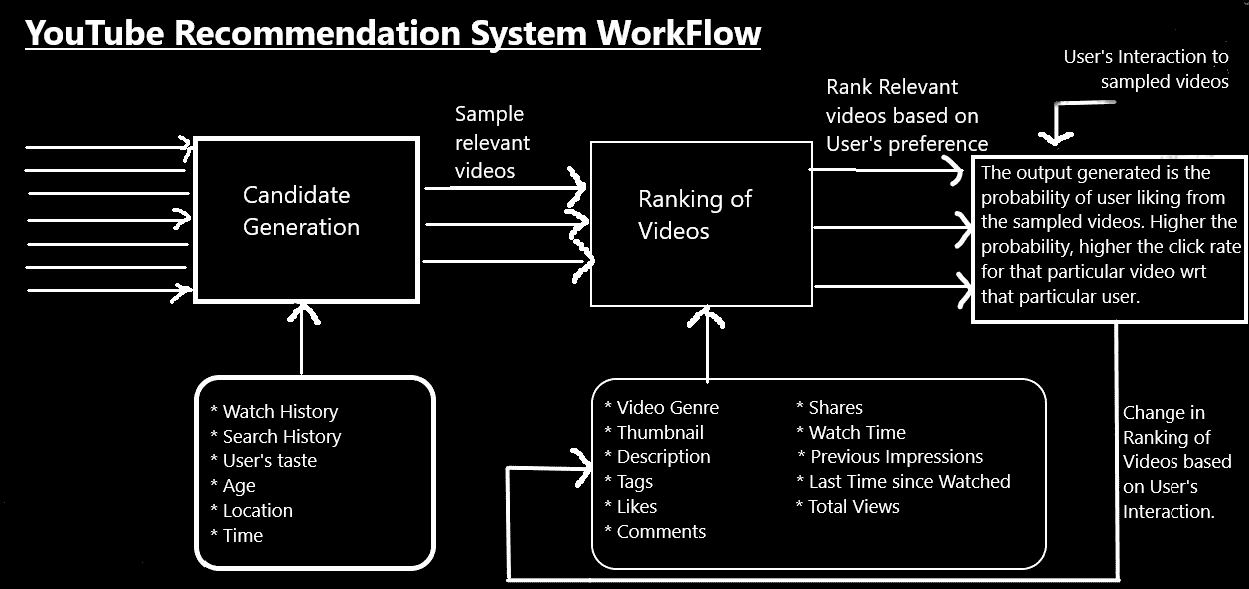 YouTube Recommendation System WorkFlow
User's Interaction to
sampled videos
Sample
relevant
videos
Rank Relevant
videos based on
User's preference
Candidate
Generation
Ranking of
Videos
The output generated is the
probability of user liking from
the sampled videos. Higher the
probability, higher the click rate
for that particular video wrt
that particular user.
* Watch History
* Search History
* User's taste
* Age
* Location
* Time
* Video Genre
* Thumbnail
* Description
* Tags
* Likes
* Comments
* Shares
* Watch Time
* Previous Impressions
* Last Time since Watched
* Total Views
Change in
Ranking of
Videos based
on User's
Interaction.